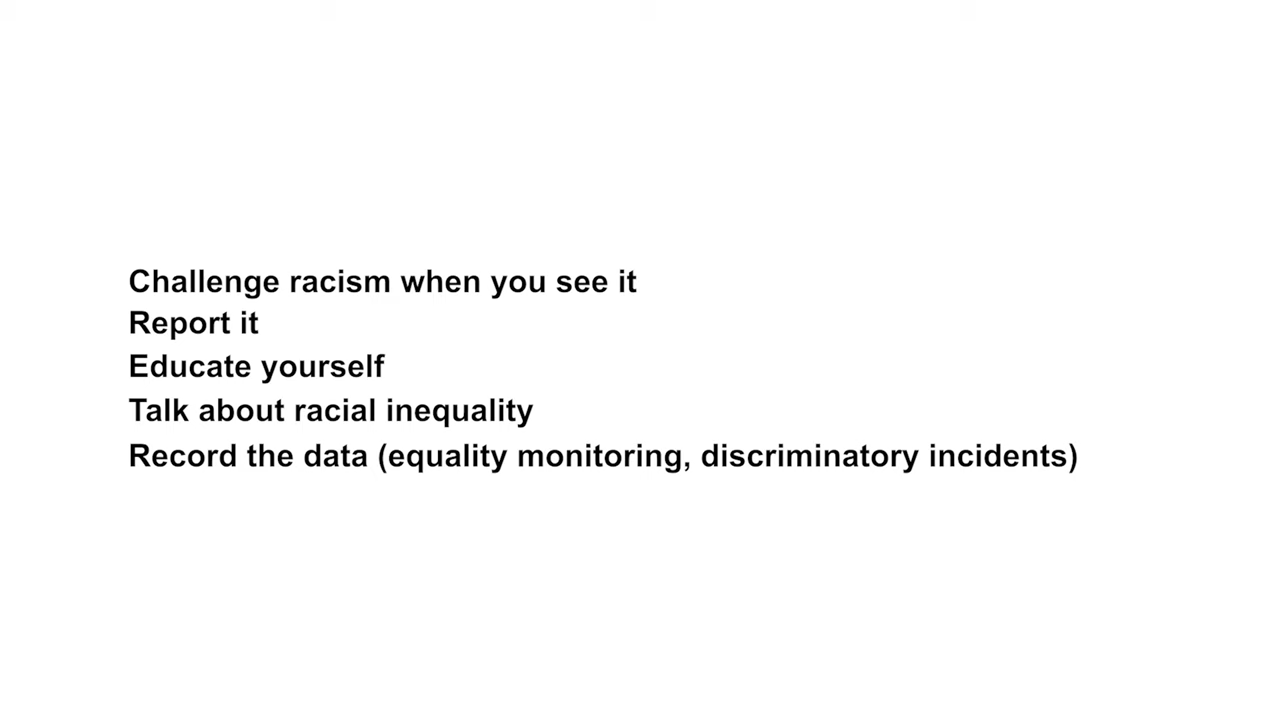 Challenge racism when you see it
Report it
Educate yourself
Talk about racial inequality
Record the data (equality monitoring, discriminatory incidents)